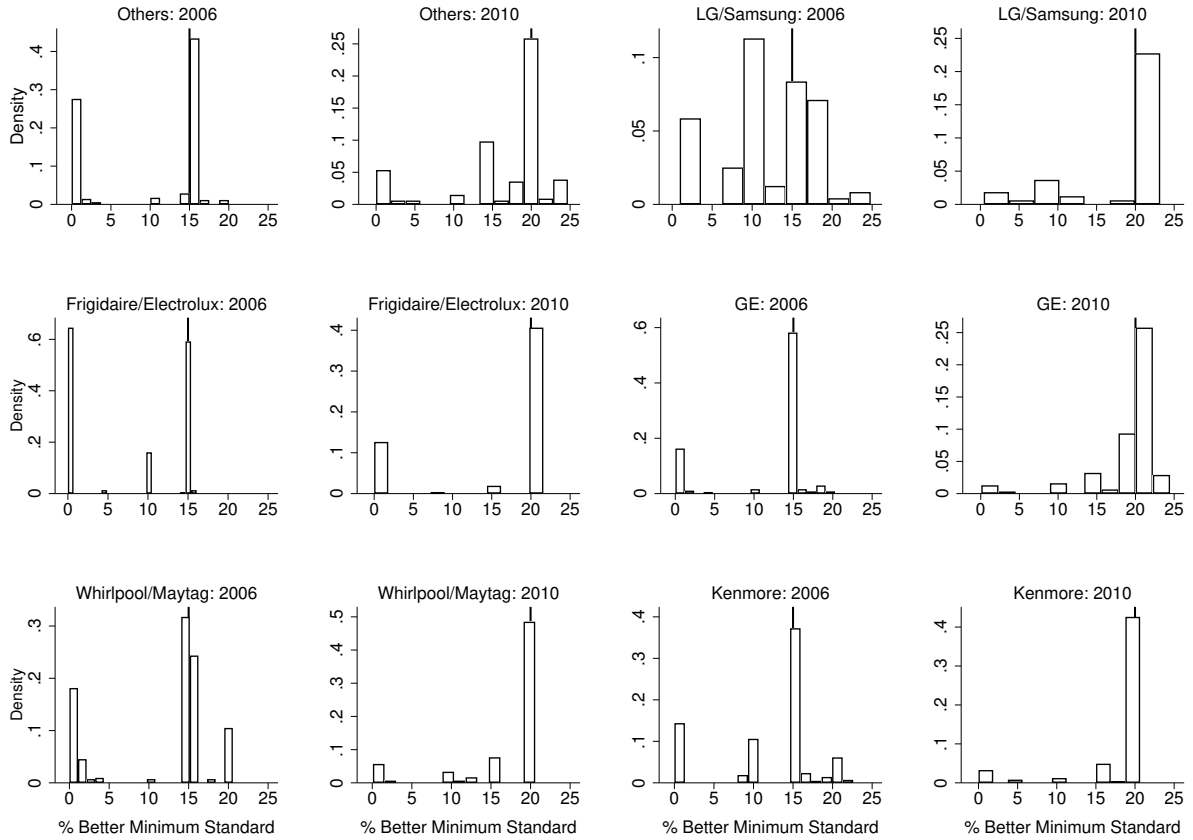 Others: 2006
Density
0 .1 .2 .3 .4
0 5 10 15 20 25
Others: 2010
0 .05 .1 .15 .2 .25
0 5 10 15 20 25
LG/Samsung: 2006
0 .05 .1
0 5 10 15 20 25
LG/Samsung: 2010
0 .05 .1 .15 .2 .25
0 5 10 15 20 25
Frigidaire/Electrolux: 2006
Density
0 .2 .4 .6
0 5 10 15 20 25
Frigidaire/Electrolux: 2010
0 .1 .2 .3 .4
0 5 10 15 20 25
GE: 2006
0 .2 .4 .6
0 5 10 15 20 25
GE: 2010
0 .05 .1 .15 .2 .25
0 5 10 15 20 25
Whirlpool/Maytag: 2006
Density
0 .1 .2 .3
0 5 10 15 20 25
% Better Minimum Standard
Whirlpool/Maytag: 2010
0 .1 .2 .3 .4 .5
0 5 10 15 20 25
% Better Minimum Standard
Kenmore: 2006
0 .1 .2 .3 .4
0 5 10 15 20 25
% Better Minimum Standard
Kenmore: 2010
0 .1 .2 .3 .4
0 5 10 15 20 25
% Better Minimum Standard